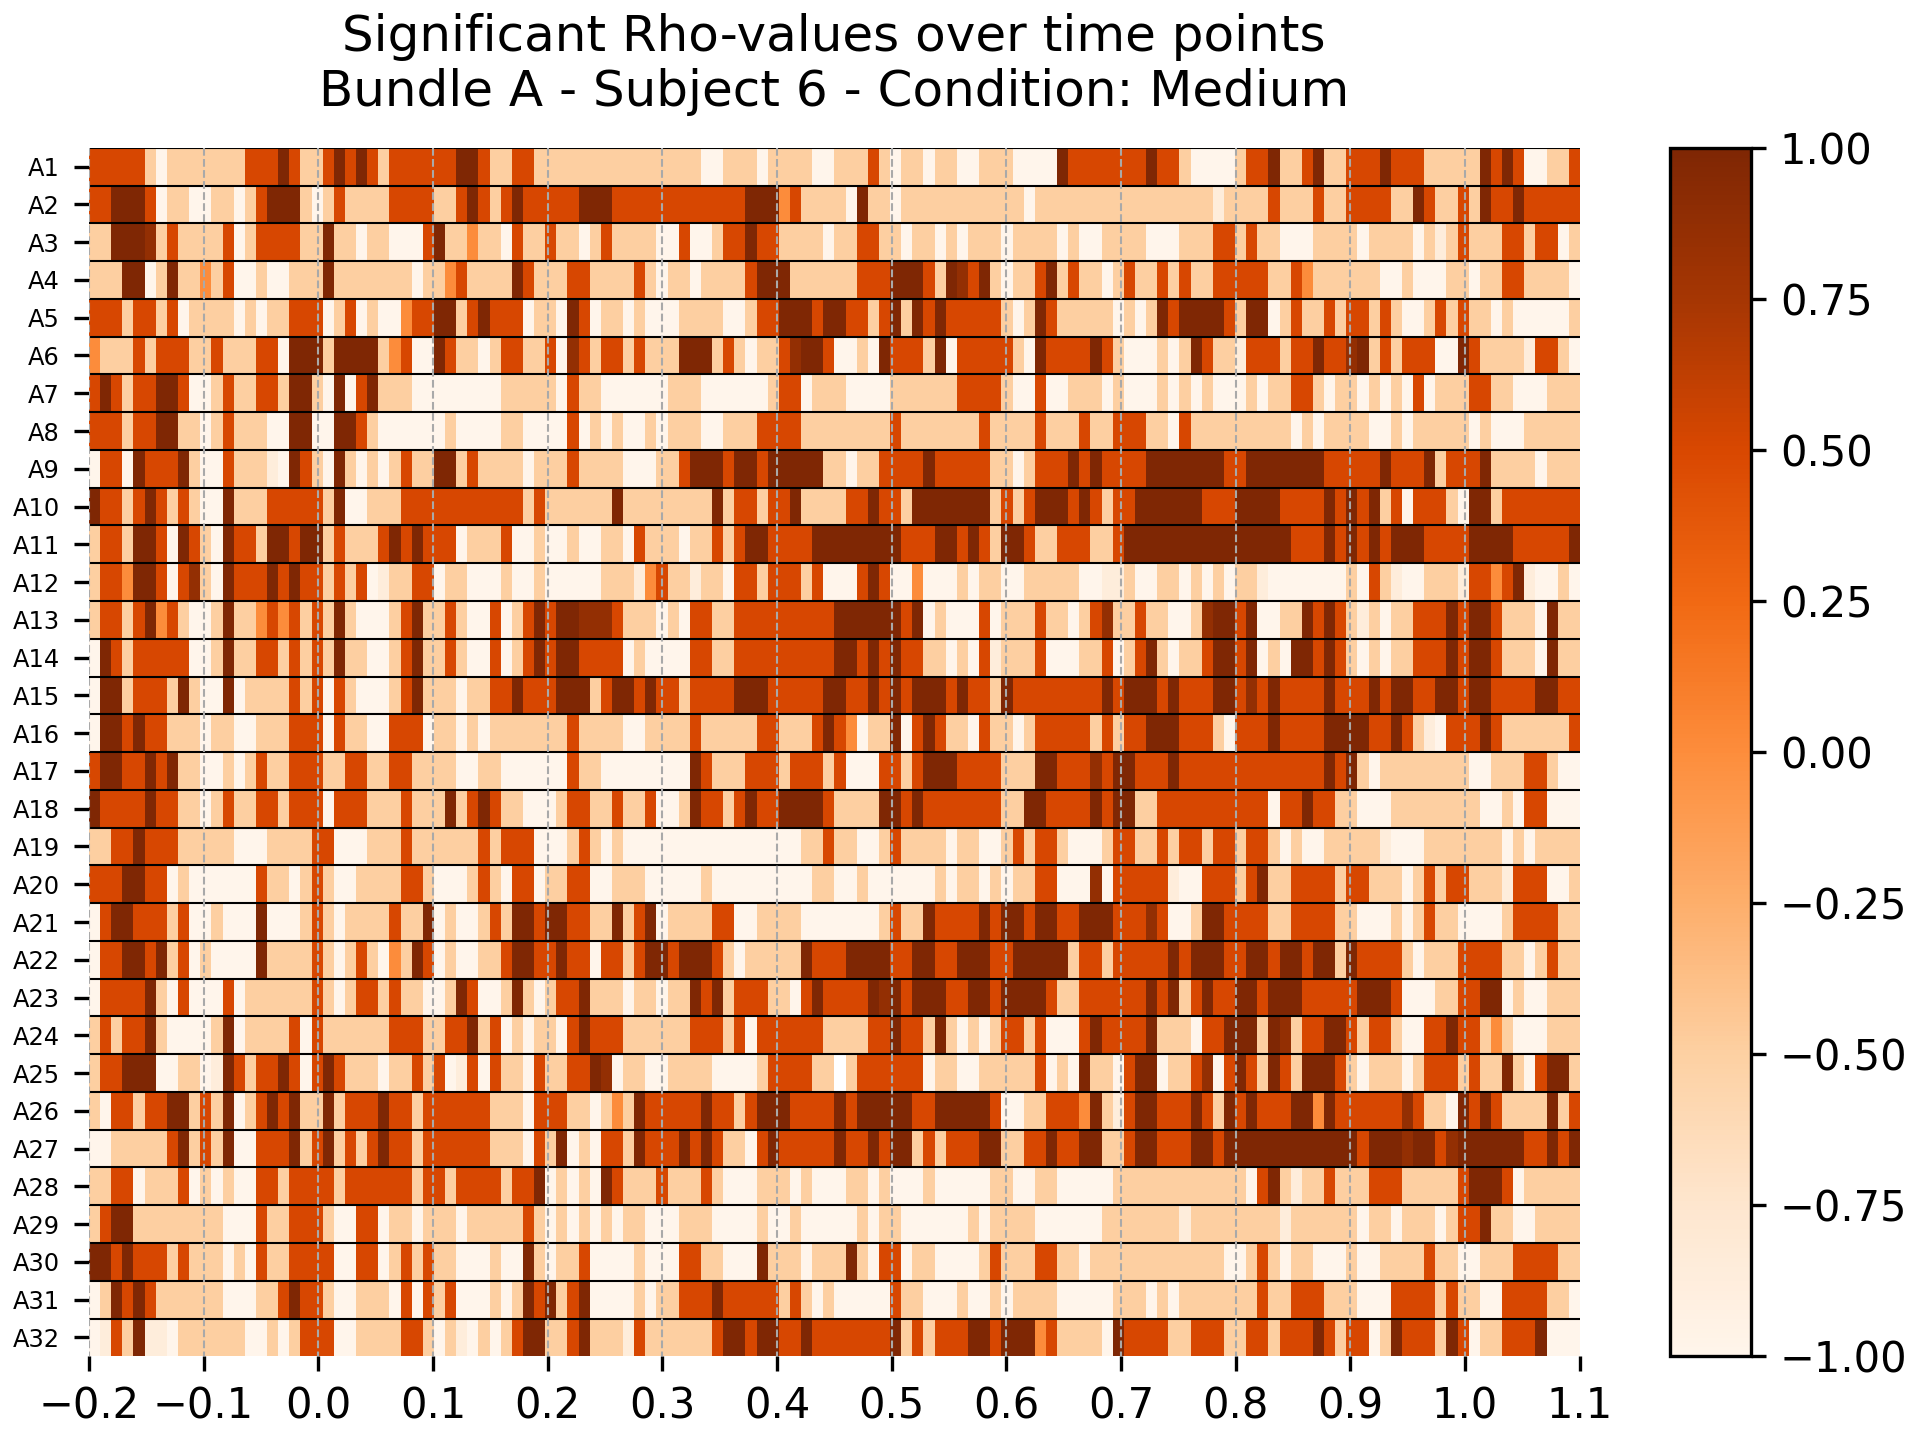 Significant Rho-values over time points
Bundle A - Subject 6 - Condition: Medium
A1
A2
A3
A4
A5
A6
A7
A8
A9
A10
A11
A12
A13
A14
A15
A16
A17
A18
A19
A20
A21
A22
A23
A24
A25
A26
A27
A28
A29
A30
A31
A32
−0.2 −0.1 0.0 0.1 0.2 0.3 0.4 0.5 0.6 0.7 0.8 0.9 1.0 1.1
1.00
0.75
0.50
0.25
0.00
−0.25
−0.50
−0.75
−1.00